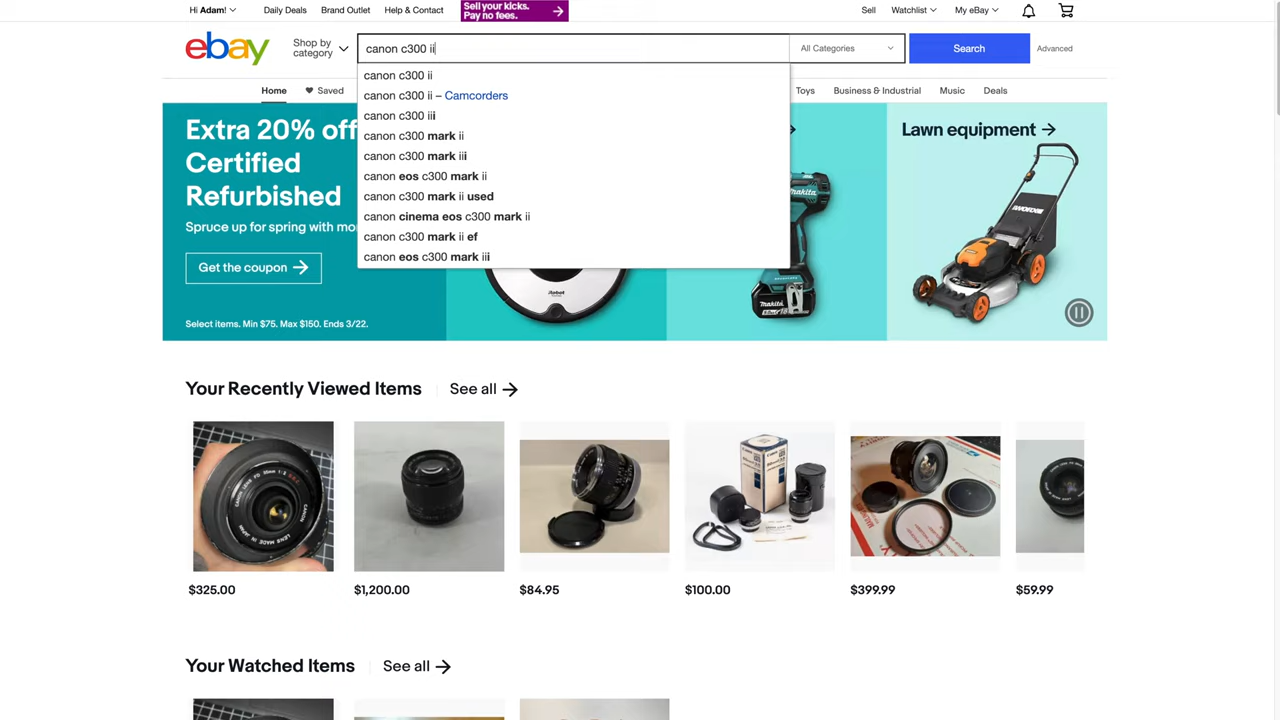 Hi Adam!
Daily Deals
Brand Outlet
Help & Contact
Sell your kicks.
Pay no fees.
Sell
Watchlist
My eBay
ebay
Shop by
category
canon c300 ii
All Categories
Search
Advanced
Home
Saved
Toys
Business & Industrial
Music
Deals
canon c300 ii
canon c300 ii – Camcorders
canon c300 iii
canon c300 mark ii
canon c300 mark iii
canon eos c300 mark ii
canon c300 mark ii used
canon cinema eos c300 mark ii
canon c300 mark ii ef
canon eos c300 mark iii
Extra 20% off
Certified
Refurbished
Spruce up for spring with mo
Get the coupon
Select items. Min $75. Max $150. Ends 3/22.
iRobot
makita
makita
Lawn equipment
WORX
Your Recently Viewed Items
See all
$325.00
$1,200.00
$84.95
$100.00
$399.99
$59.99
Your Watched Items
See all